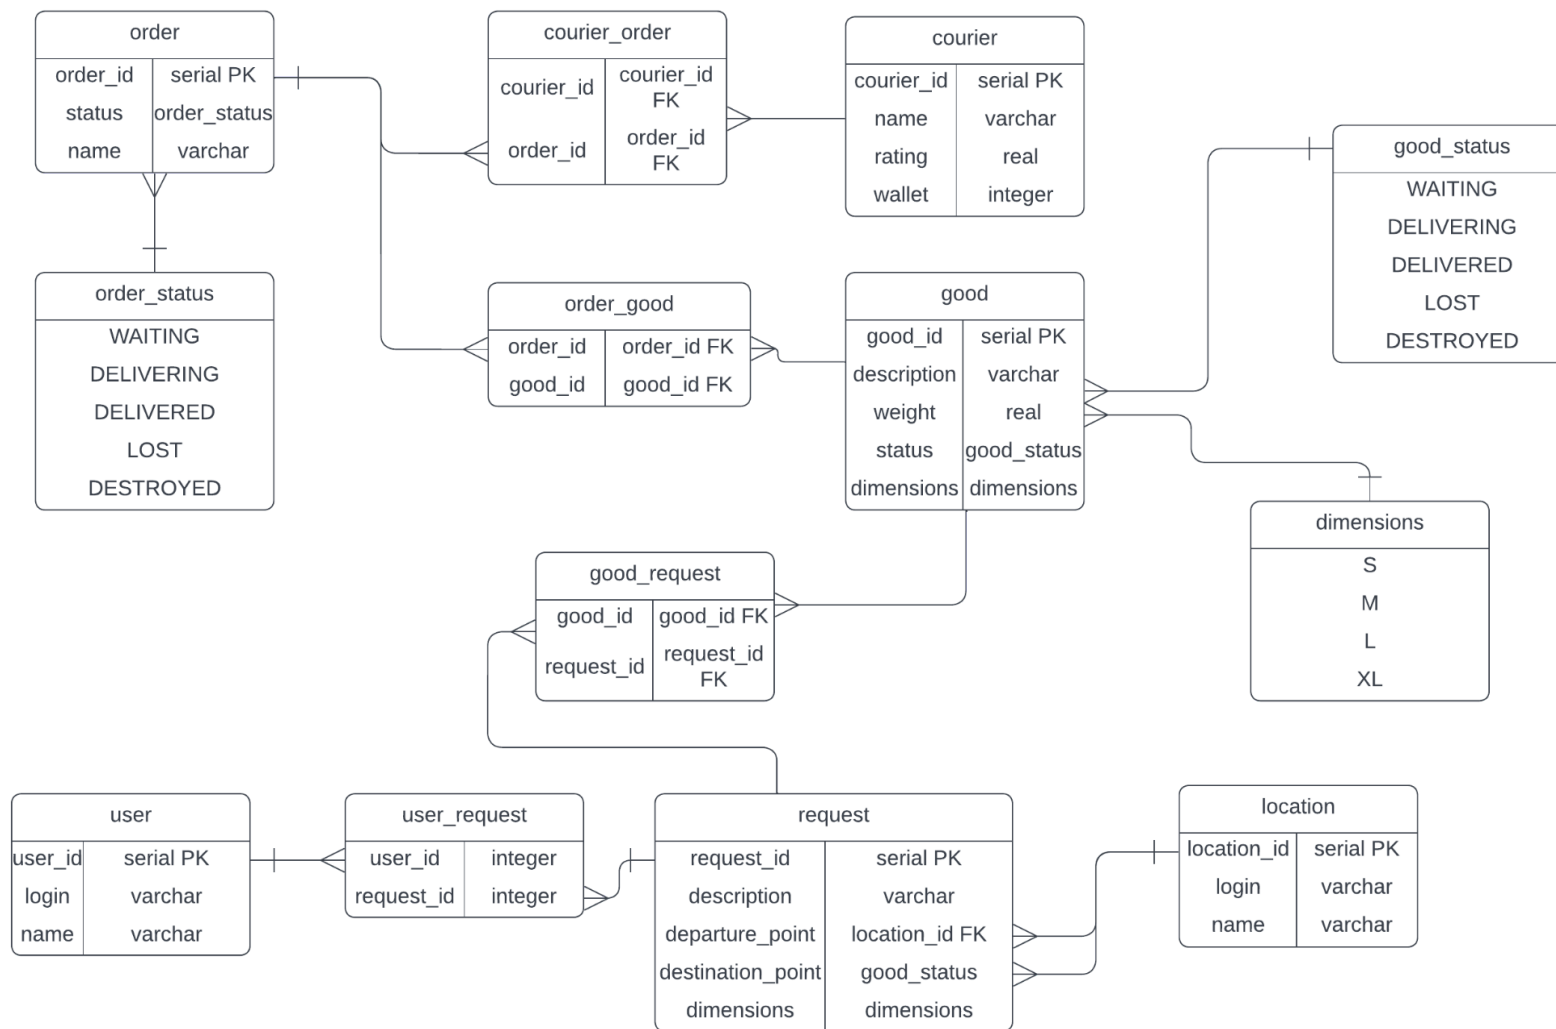 order
order_id serial PK
status order_status
name varchar
courier_order
courier_id courier_id
FK
order_id order_id
FK
courier
courier_id serial PK
name varchar
rating real
wallet integer
good_status
WAITING
DELIVERING
DELIVERED
LOST
DESTROYED
order_status
WAITING
DELIVERING
DELIVERED
LOST
DESTROYED
order_good
order_id order_id FK
good_id good_id FK
good
good_id serial PK
description varchar
weight real
status good_status
dimensions dimensions
dimensions
S
M
L
XL
good_request
good_id good_id FK
request_id request_id
FK
user
user_id serial PK
login varchar
name varchar
user_request
user_id integer
request_id integer
request
request_id serial PK
description varchar
departure_point location_id FK
destination_point good_status
dimensions dimensions
location
location_id serial PK
login varchar
name varchar